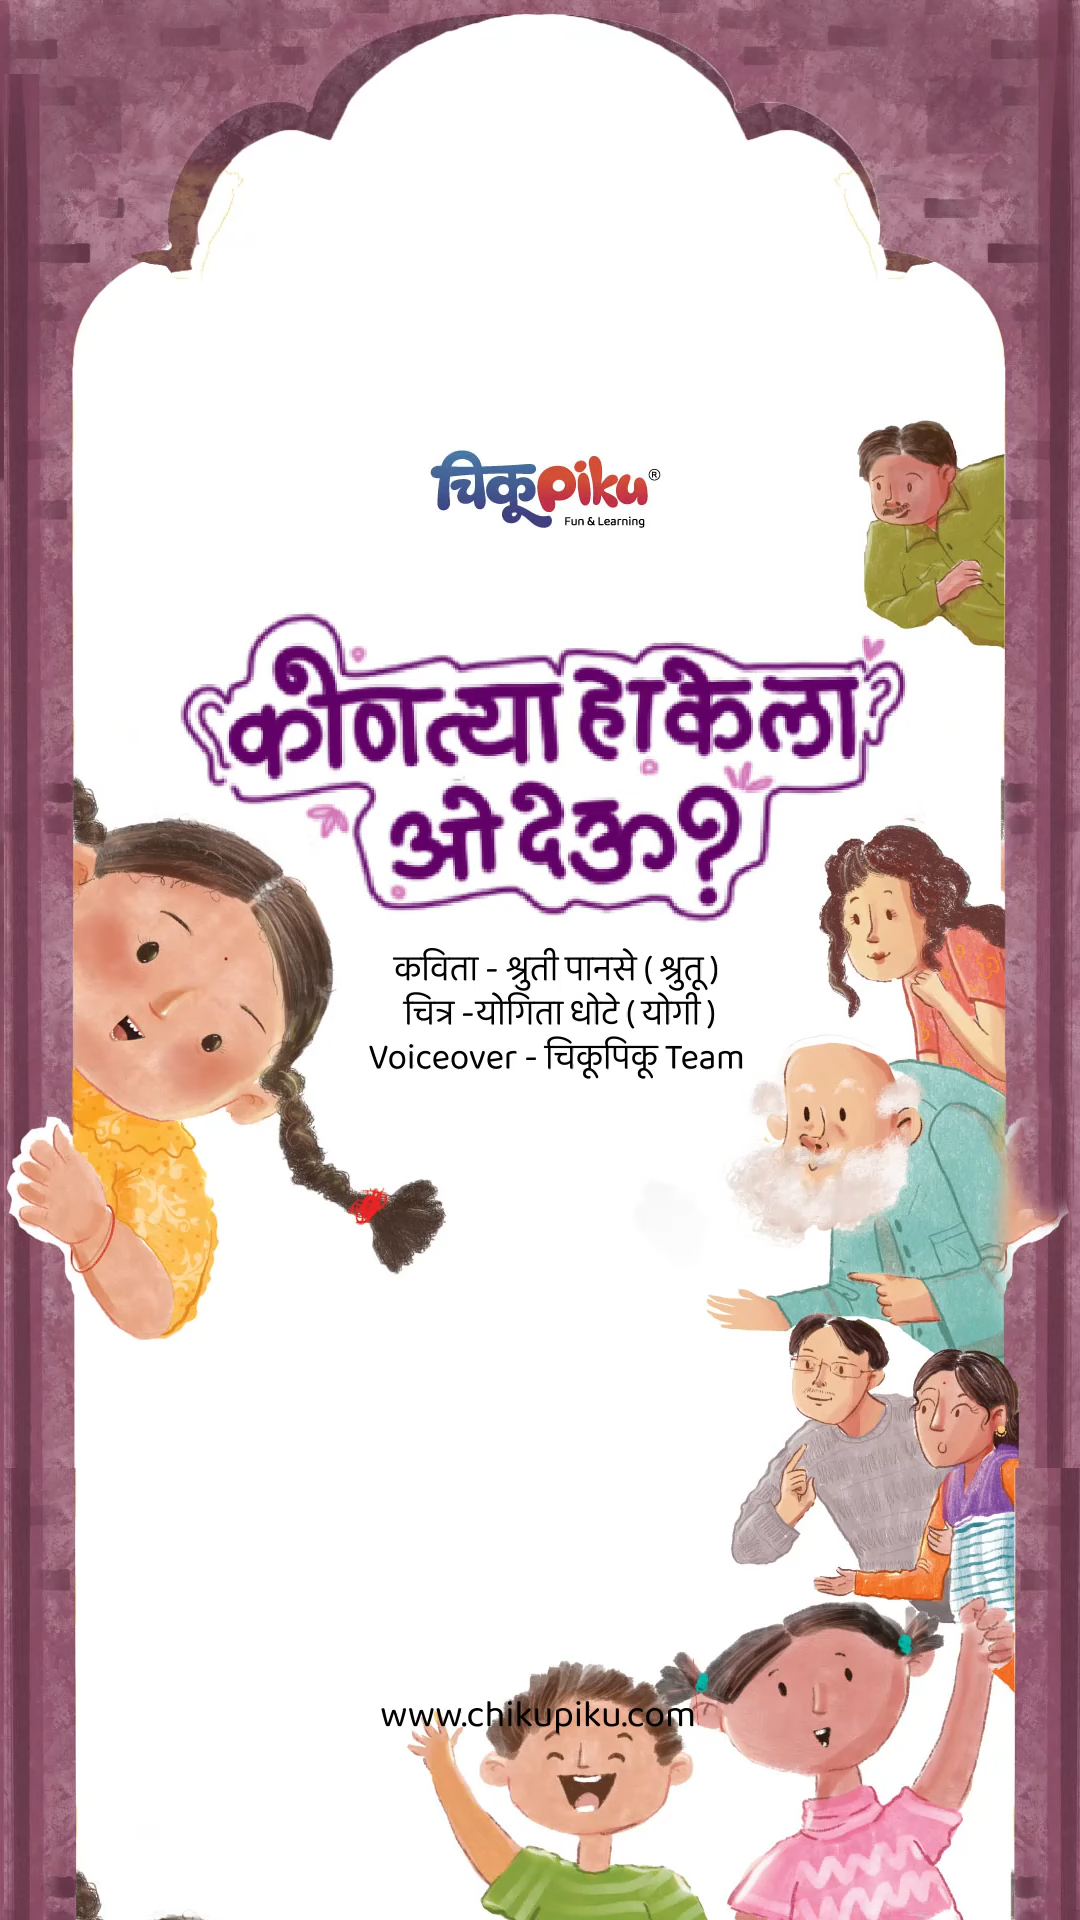 चिकूpiku®
Fun & Learning
कोणत्या हाकेला
ओ देऊ?
कविता - श्रुती पानसे ( श्रुतू )
चित्र -योगिता धोटे ( योगी )
Voiceover - चिकूपिकू Team
www.chikupiku.com